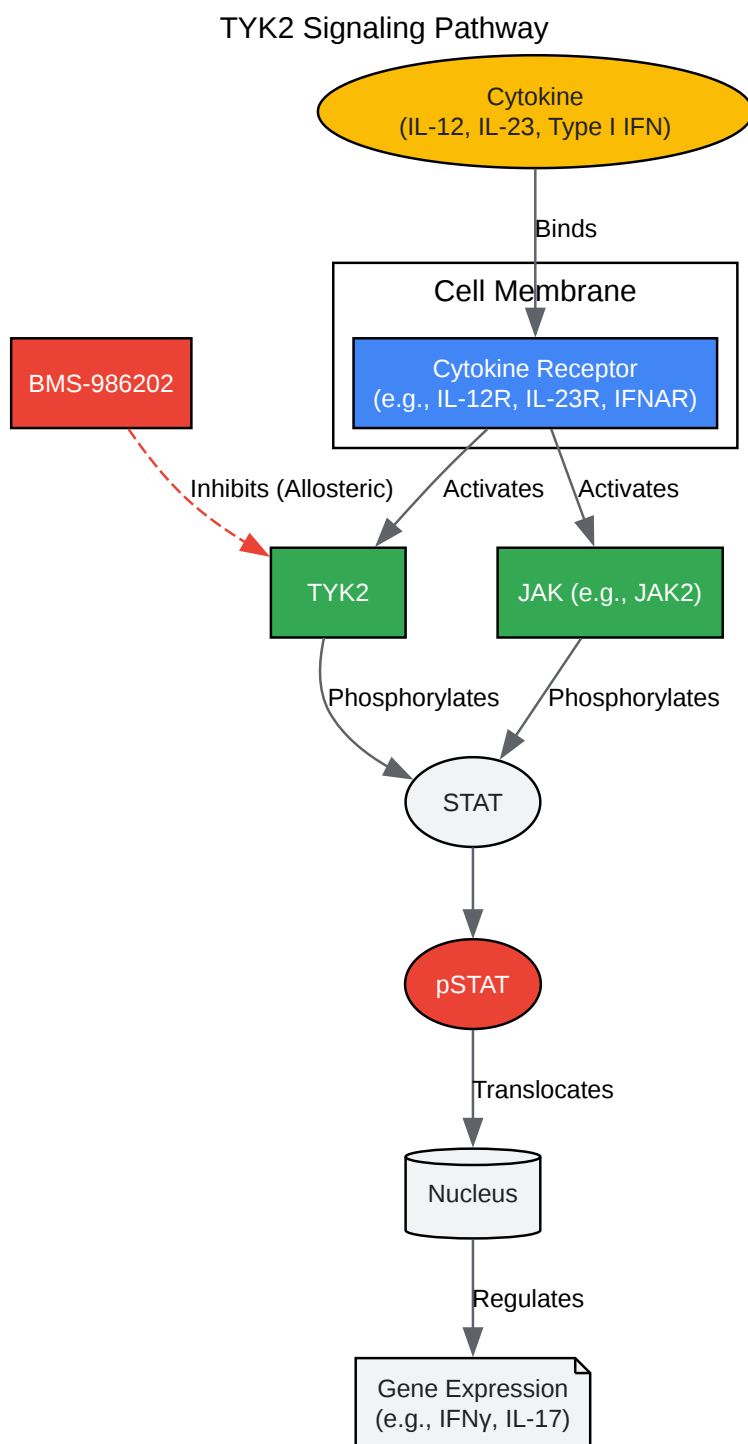 TYK2 Signaling Pathway
Cytokine
(IL-12, IL-23, Type I IFN)
Binds
Cell Membrane
BMS-986202
Cytokine Receptor
(e.g., IL-12R, IL-23R, IFNAR)
Inhibits (Allosteric)
Activates
Activates
TYK2
JAK (e.g., JAK2)
Phosphorylates
Phosphorylates
STAT
pSTAT
Translocates
Nucleus
Regulates
Gene Expression
(e.g., IFNγ, IL-17)